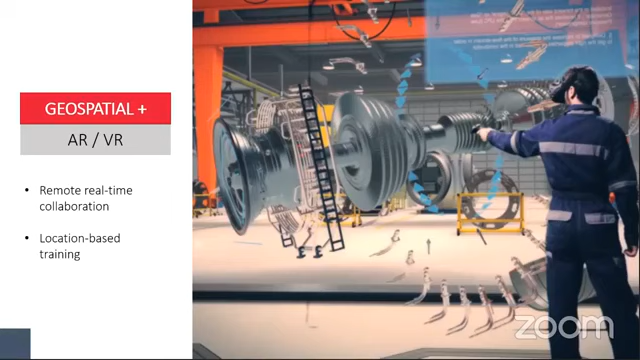 GEOSPATIAL +
AR / VR
• Remote real-time
collaboration
• Location-based
training
zoom